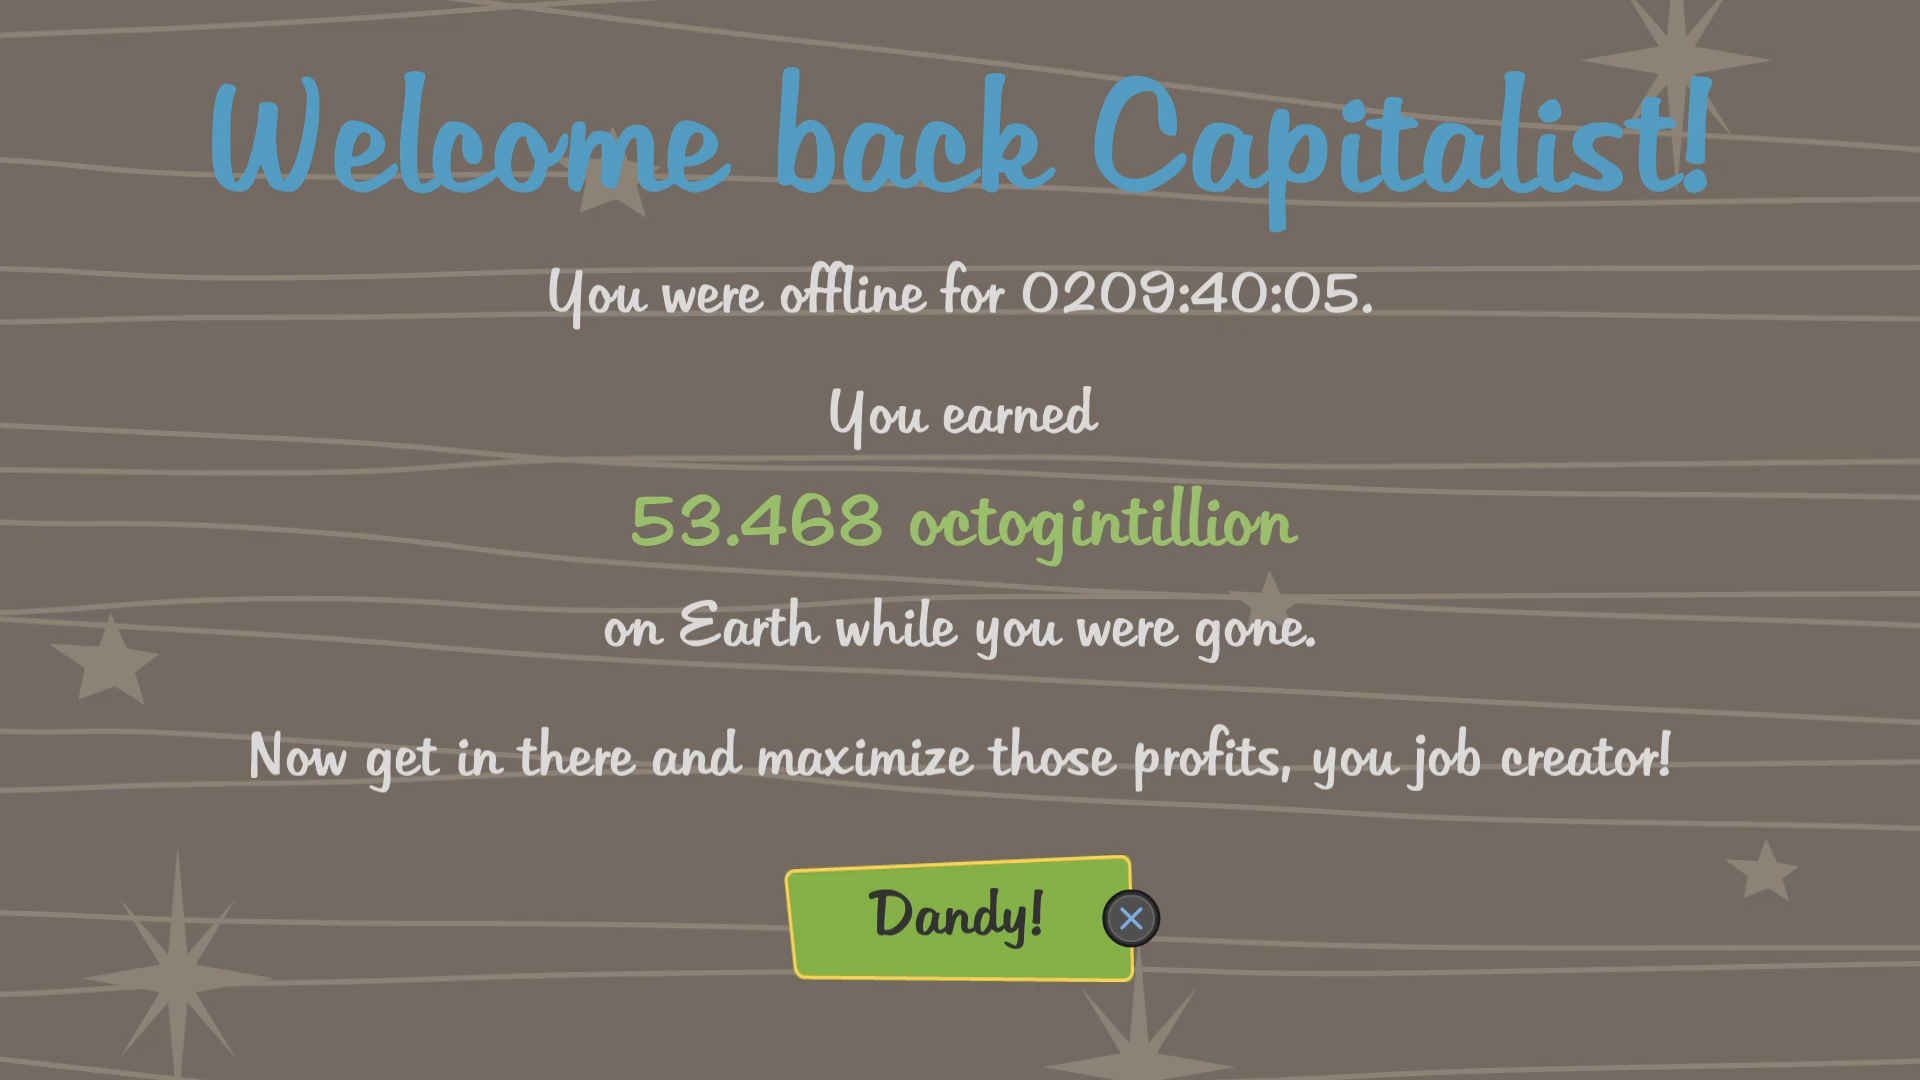 Welcome back Capitalist!
You were offline for 0209:40:05.
You earned
53.468 octogintillion
on Earth while you were gone.
Now get in there and maximize those profits, you job creator!
Dandy!